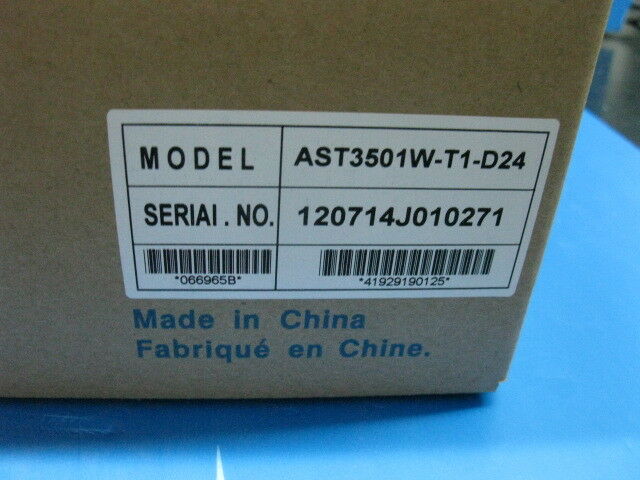 MODEL AST3501W-T1-D24
SERIAI . NO. 120714J010271
*066965B* *41929190125*
Made in China
Fabriqué en Chine.